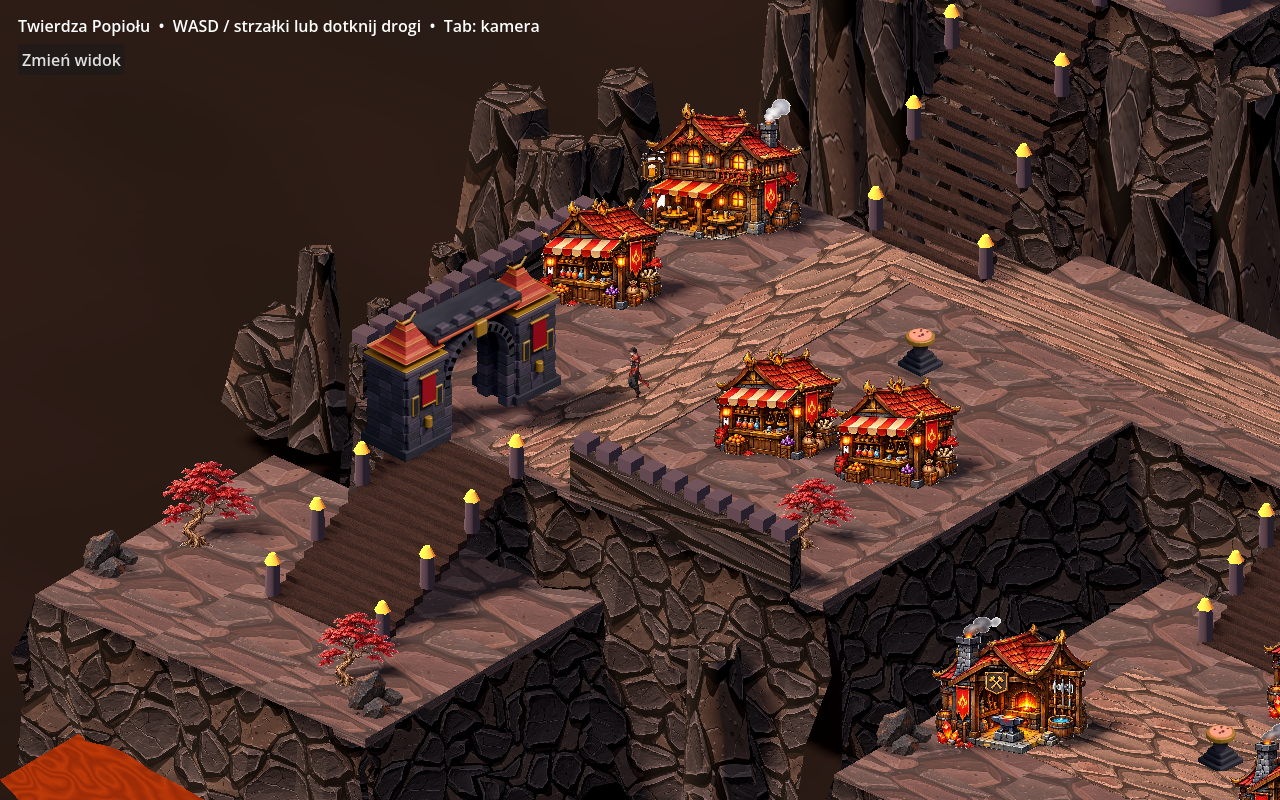 Twierdza Popiołu • WASD / strzałki lub dotknij drogi • Tab: kamera
Zmień widok